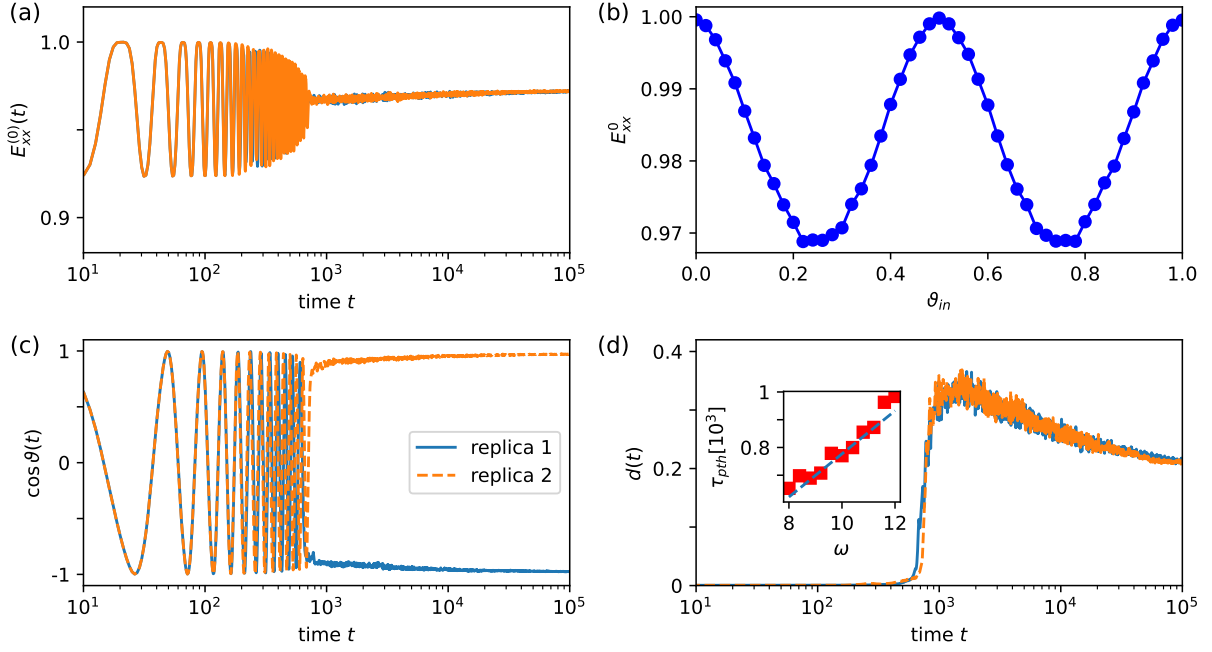 (a)
1.0
0.9
E_{xx}^{(0)}(t)
10^1 10^2 10^3 10^4 10^5
time t
(b)
1.00
0.99
0.98
0.97
E_{xx}^{0}
0.0 0.2 0.4 0.6 0.8 1.0
ϑ_{in}
(c)
1
0
-1
cos ϑ(t)
replica 1
replica 2
10^1 10^2 10^3 10^4 10^5
time t
(d)
0.4
0.2
0
d(t)
1
0.8
τ_{pth}[10^3]
8 10 12
ω
10^1 10^2 10^3 10^4 10^5
time t